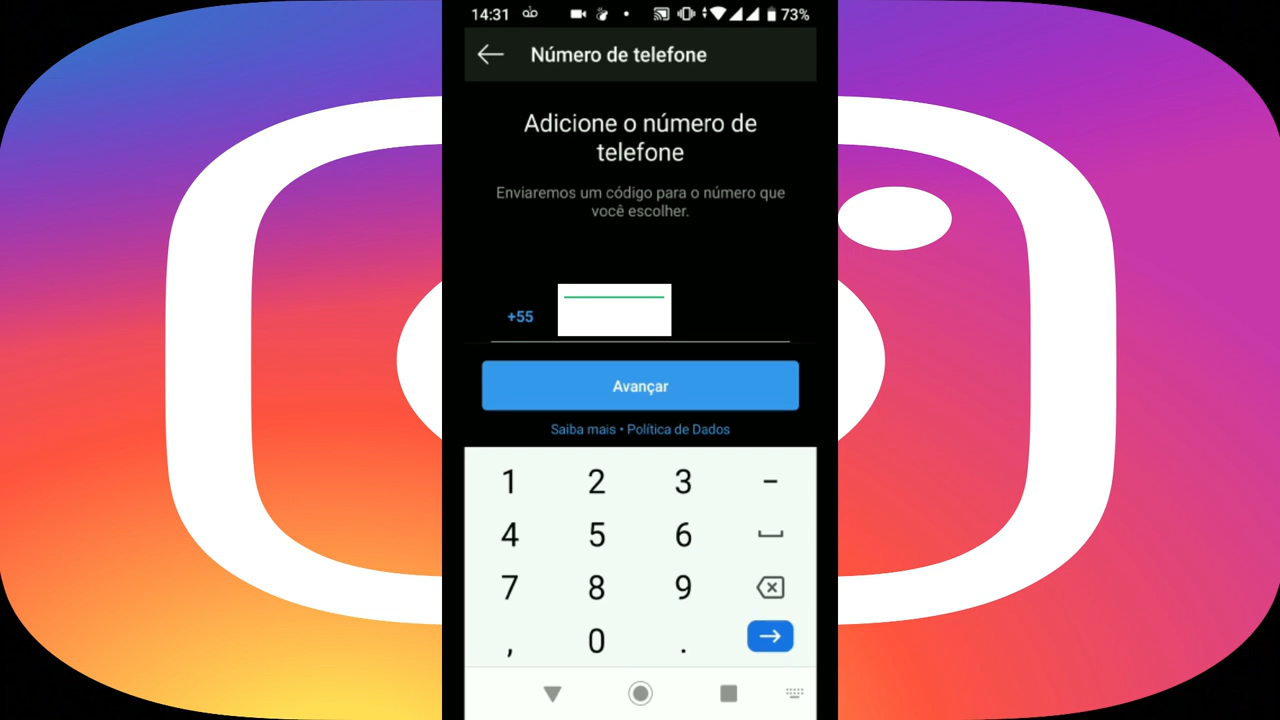 14:31 73%
Número de telefone
Adicione o número de
telefone
Enviaremos um código para o número que
você escolher.
+55
Avançar
Saiba mais • Política de Dados
1 2 3 -
4 5 6
7 8 9
, 0 .